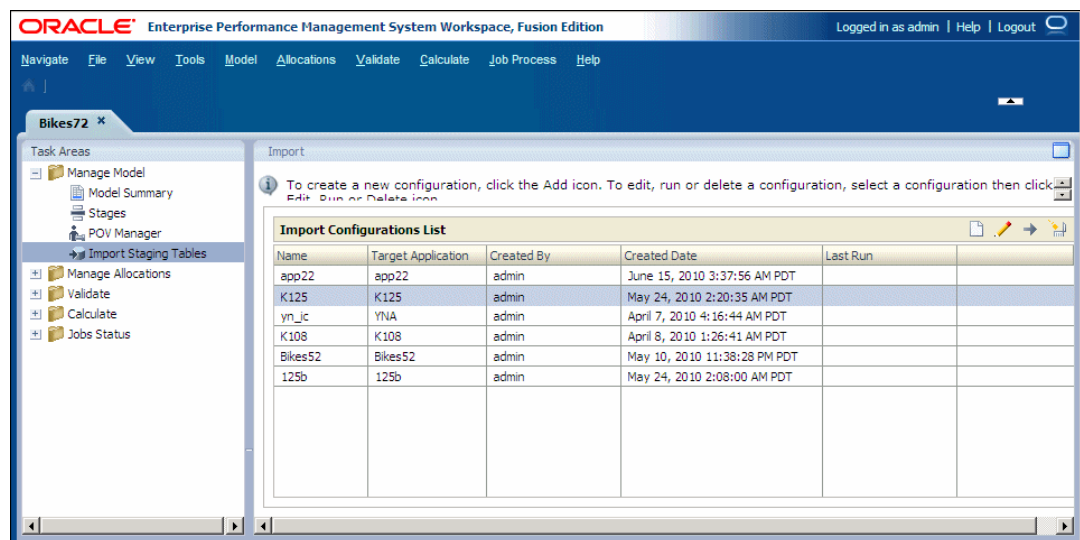 ORACLE Enterprise Performance Management System Workspace, Fusion Edition Logged in as admin | Help | Logout
Navigate File View Tools Model Allocations Validate Calculate Job Process Help
Bikes72 ×
Task Areas
Manage Model
Model Summary
Stages
POV Manager
Import Staging Tables
Manage Allocations
Validate
Calculate
Jobs Status
Import
To create a new configuration, click the Add icon. To edit, run or delete a configuration, select a configuration then click
Edit, Run or Delete icon
Import Configurations List
Name Target Application Created By Created Date Last Run
app22 app22 admin June 15, 2010 3:37:56 AM PDT
K125 K125 admin May 24, 2010 2:20:35 AM PDT
yn_ic YNA admin April 7, 2010 4:16:44 AM PDT
K108 K108 admin April 8, 2010 1:26:41 AM PDT
Bikes52 Bikes52 admin May 10, 2010 11:38:28 PM PDT
125b 125b admin May 24, 2010 2:08:00 AM PDT